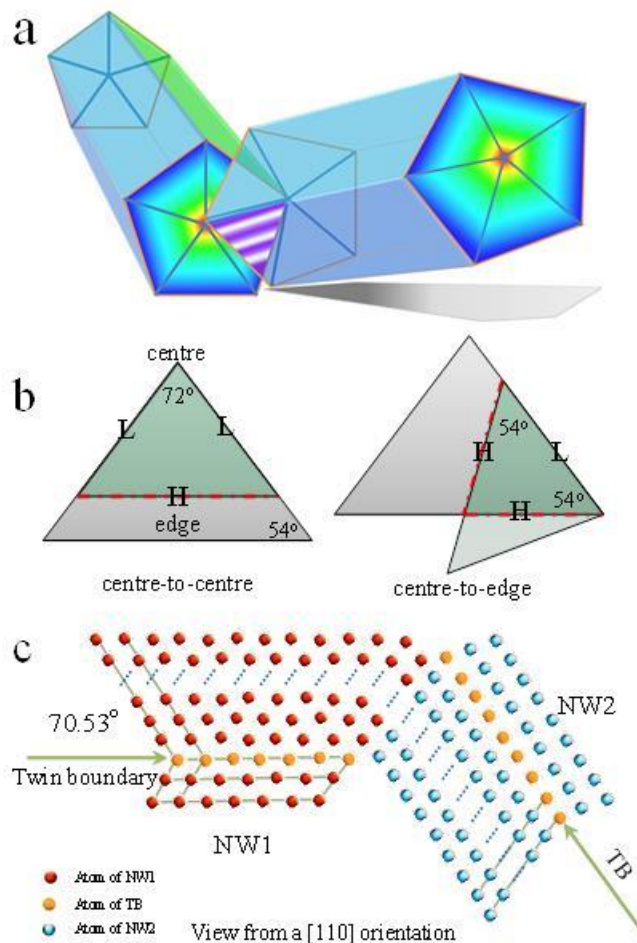 a
b
centre
72°
L L
H
edge
54°
centre-to-centre
54°
H L
54°
H
centre-to-edge
c
70.53°
Twin boundary
NW1
NW2
TB
Atom of NW1
Atom of TB
Atom of NW2
View from a [110] orientation